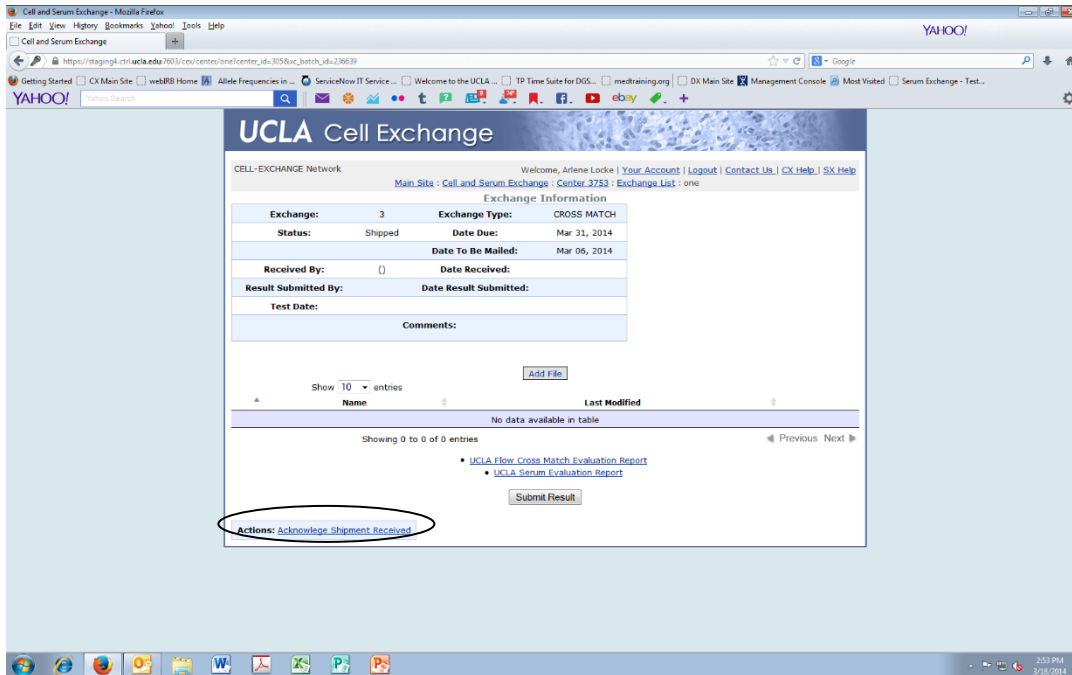 Cell and Serum Exchange - Mozilla Firefox
File Edit View History Bookmarks Yahoo! Tools Help
YAHOO!
Cell and Serum Exchange +
https://staging4.ctrl.ucla.edu:7603/cex/center/one?center_id=305&xc_batch_id=236639
Google
Getting Started CX Main Site webIRB Home Allele Frequencies in ... ServiceNow IT Service ... Welcome to the UCLA ... TP Time Suite for DGS... medtraining.org DX Main Site Management Console Most Visited Serum Exchange - Test...
YAHOO! Yahoo Search ebay +
UCLA Cell Exchange
CELL-EXCHANGE Network
Welcome, Arlene Locke | Your Account | Logout | Contact Us | CX Help | SX Help
Main Site : Cell and Serum Exchange : Center 3753 : Exchange List : one
Exchange Information
Exchange: 3 Exchange Type: CROSS MATCH
Status: Shipped Date Due: Mar 31, 2014
Date To Be Mailed: Mar 06, 2014
Received By: () Date Received:
Result Submitted By: Date Result Submitted:
Test Date:
Comments:
Add File
Show 10 entries
Name Last Modified
No data available in table
Showing 0 to 0 of 0 entries Previous Next
• UCLA Flow Cross Match Evaluation Report
• UCLA Serum Evaluation Report
Submit Result
Actions: Acknowlege Shipment Received
2:53 PM
3/18/2014